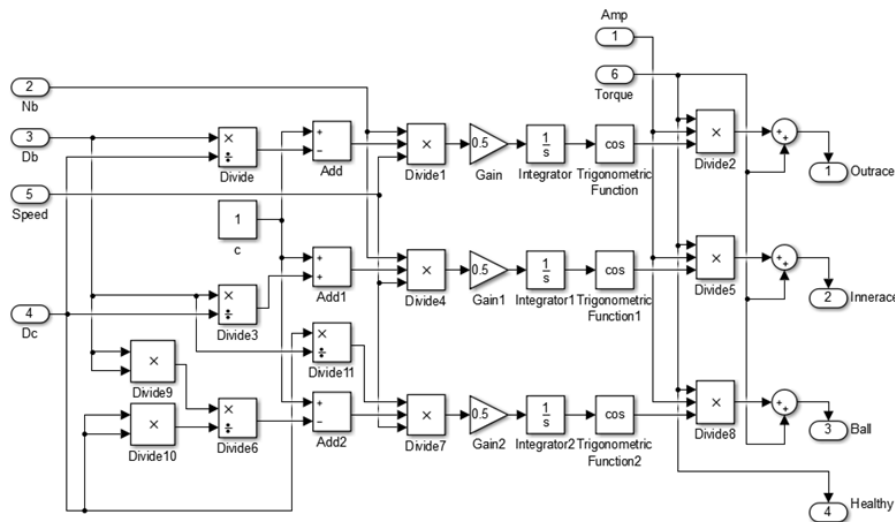 Amp
1
2
Nb
6
Torque
3
Db
×
÷
Divide
+
−
Add
×
Divide1
0.5
Gain
1
s
Integrator
cos
Trigonometric
Function
×
Divide2
+
+
1
Outrace
5
Speed
1
c
4
Dc
×
÷
Divide3
+
+
Add1
×
Divide4
0.5
Gain1
1
s
Integrator1
cos
Trigonometric
Function1
×
Divide5
+
+
2
Innerace
×
÷
Divide11
×
Divide9
×
Divide10
×
÷
Divide6
+
−
Add2
×
Divide7
0.5
Gain2
1
s
Integrator2
cos
Trigonometric
Function2
×
Divide8
+
+
3
Ball
4
Healthy